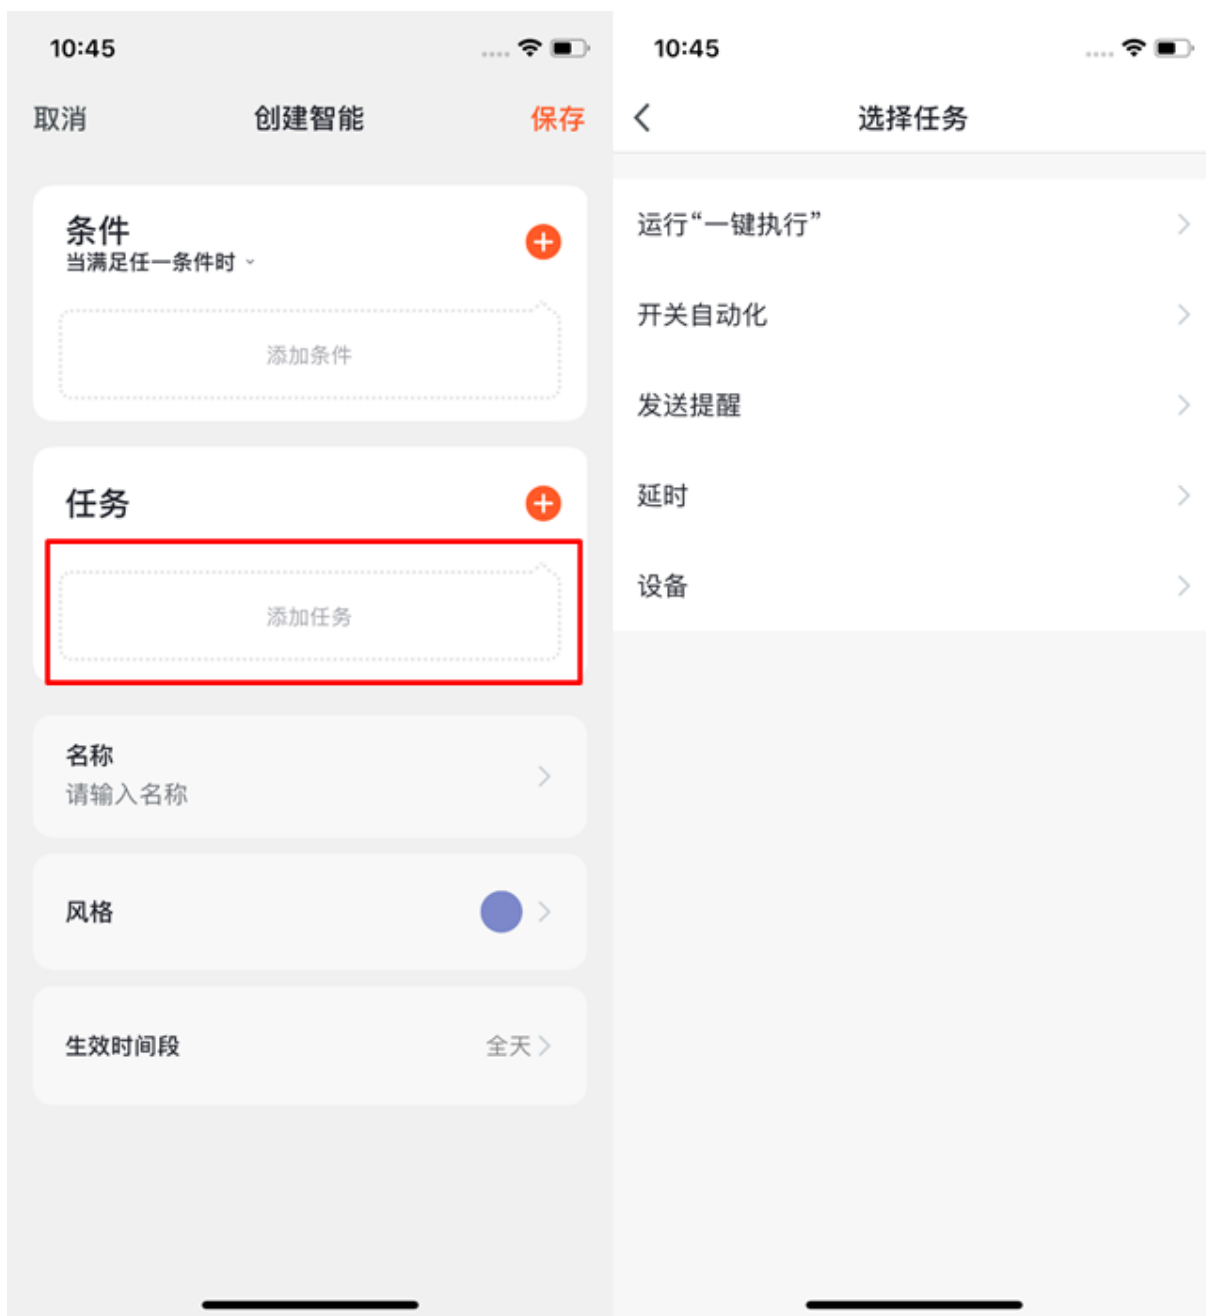 10:45
取消
创建智能
保存
条件
当满足任一条件时
添加条件
任务
添加任务
名称
请输入名称
风格
生效时间段
全天
10:45
选择任务
运行“一键执行”
开关自动化
发送提醒
延时
设备